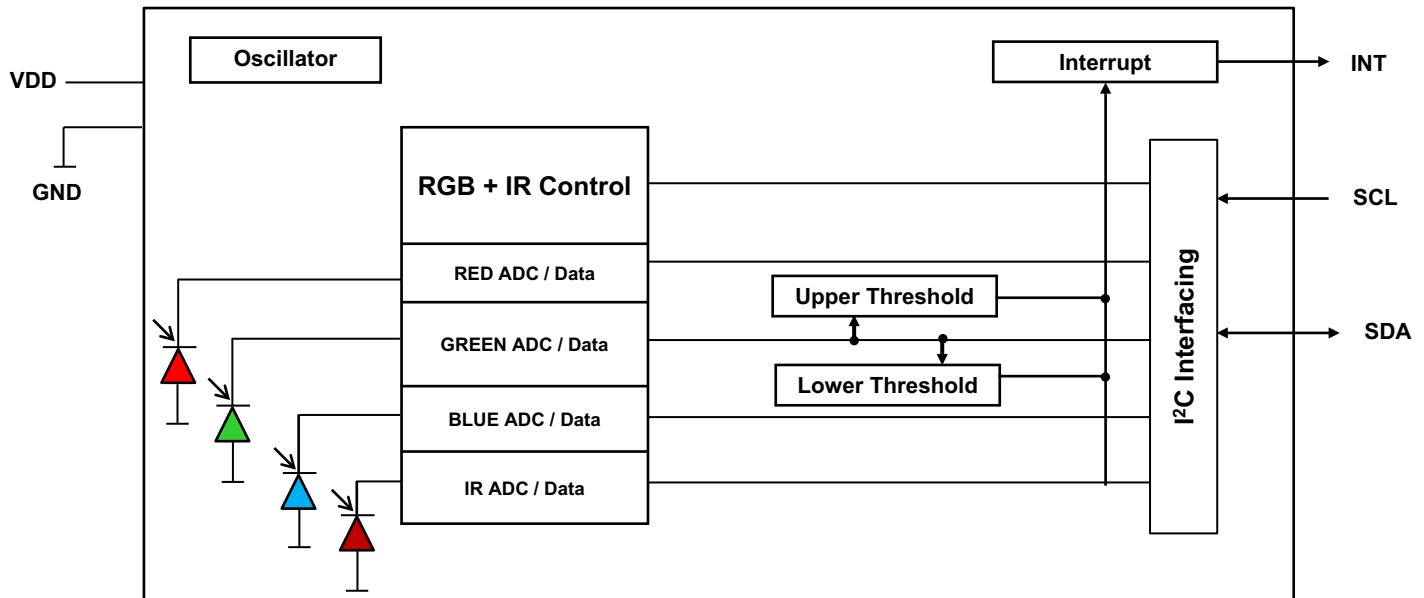 Oscillator
Interrupt
INT
VDD
GND
RGB + IR Control
SCL
RED ADC / Data
Upper Threshold
GREEN ADC / Data
SDA
Lower Threshold
BLUE ADC / Data
IR ADC / Data
I²C Interfacing